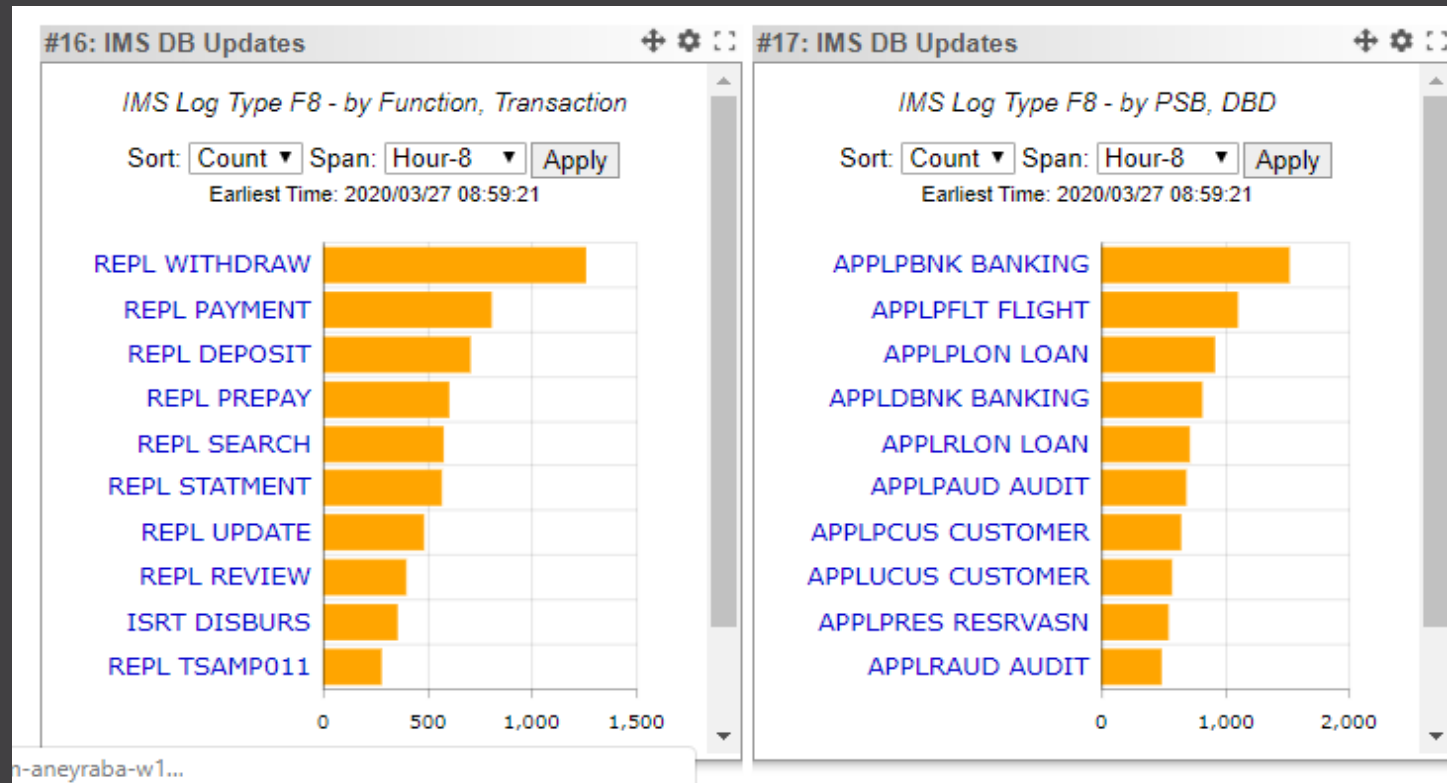 #16: IMS DB Updates
IMS Log Type F8 - by Function, Transaction
Sort: Count Span: Hour-8 Apply
Earliest Time: 2020/03/27 08:59:21
REPL WITHDRAW
REPL PAYMENT
REPL DEPOSIT
REPL PREPAY
REPL SEARCH
REPL STATMENT
REPL UPDATE
REPL REVIEW
ISRT DISBURS
REPL TSAMP011
0 500 1,000 1,500
#17: IMS DB Updates
IMS Log Type F8 - by PSB, DBD
Sort: Count Span: Hour-8 Apply
Earliest Time: 2020/03/27 08:59:21
APPLPBNK BANKING
APPLPFLT FLIGHT
APPLPLON LOAN
APPLDBNK BANKING
APPLRLON LOAN
APPLPAUD AUDIT
APPLPCUS CUSTOMER
APPLUCUS CUSTOMER
APPLPRES RESRVASN
APPLRAUD AUDIT
0 1,000 2,000
-aneyraba-w1...